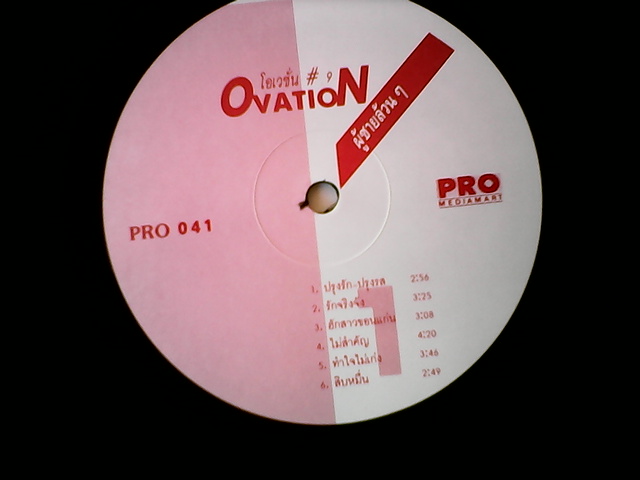 โอเวชั่น # 9
OVATION
ผู้ชายล้วน ๆ
PRO
MEDIAMART
PRO 041
1. ปรุงรัก-ปรุงรส 2:56
2. รักจริงจัง 3:25
3. อีกสาวขอนแก่น 3:08
4. ไม่สำคัญ 4:20
5. ทำใจไม่เก่ง 3:46
6. สิบหมื่น 2:49
1